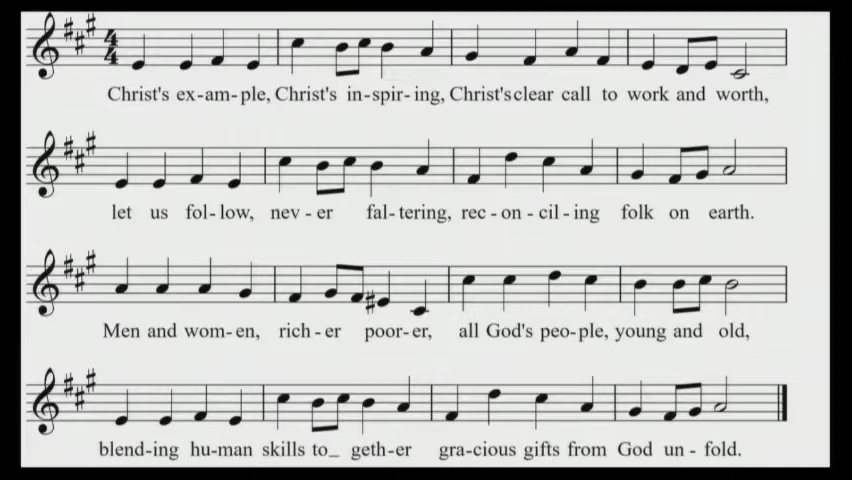 4
4
Christ's ex-am-ple, Christ's in-spir-ing, Christ's clear call to work and worth,
let us fol-low, nev-er fal-tering, rec-on-cil-ing folk on earth.
Men and wom-en, rich-er poor-er, all God's peo-ple, young and old,
blend-ing hu-man skills to_ geth-er gra-cious gifts from God un-fold.